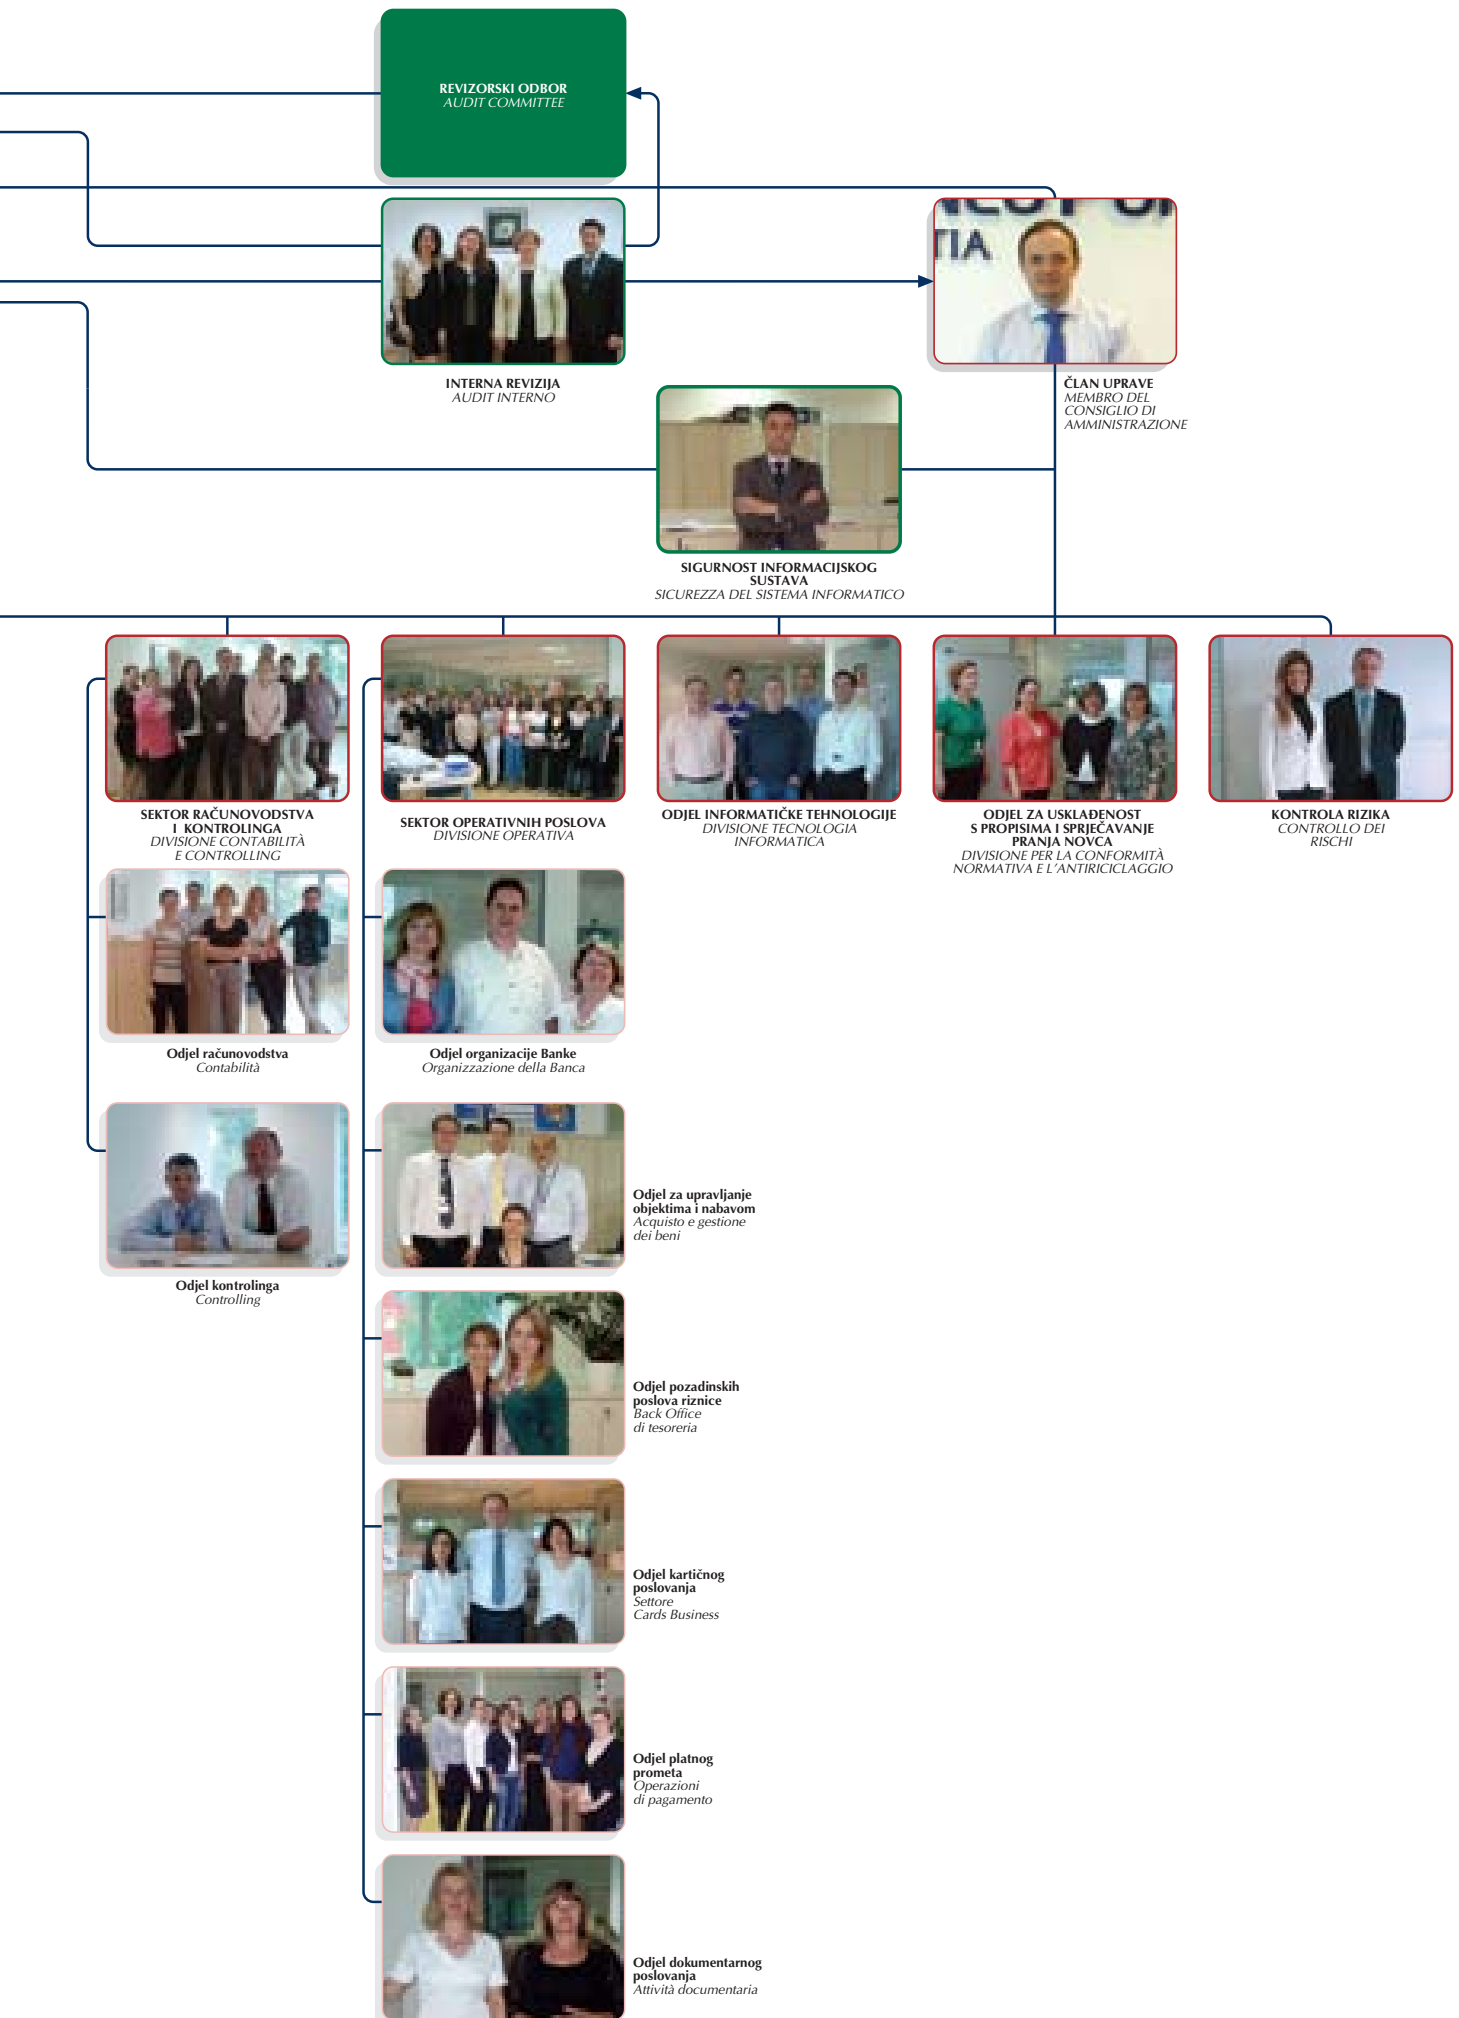 REVIZORSKI ODBOR
AUDIT COMMITTEE
TIA
INTERNA REVIZIJA
AUDIT INTERNO
ČLAN UPRAVE
MEMBRO DEL
CONSIGLIO DI
AMMINISTRAZIONE
SIGURNOST INFORMACIJSKOG
SUSTAVA
SICUREZZA DEL SISTEMA INFORMATICO
SEKTOR RAČUNOVODSTVA
I KONTROLINGA
DIVISIONE CONTABILITÀ
E CONTROLLING
SEKTOR OPERATIVNIH POSLOVA
DIVISIONE OPERATIVA
ODJEL INFORMATIČKE TEHNOLOGIJE
DIVISIONE TECNOLOGIA
INFORMATICA
ODJEL ZA USKLAĐENOST
S PROPISIMA I SPRJEČAVANJE
PRANJA NOVCA
DIVISIONE PER LA CONFORMITÀ
NORMATIVA E L'ANTIRICICLAGGIO
KONTROLA RIZIKA
CONTROLLO DEI
RISCHI
Odjel računovodstva
Contabilità
Odjel organizacije Banke
Organizzazione della Banca
Odjel za upravljanje
objektima i nabavom
Acquisto e gestione
dei beni
Odjel kontrolinga
Controlling
Odjel pozadinskih
poslova riznice
Back Office
di tesoreria
Odjel kartičnog
poslovanja
Settore
Cards Business
Odjel platnog
prometa
Operazioni
di pagamento
Odjel dokumentarnog
poslovanja
Attività documentaria